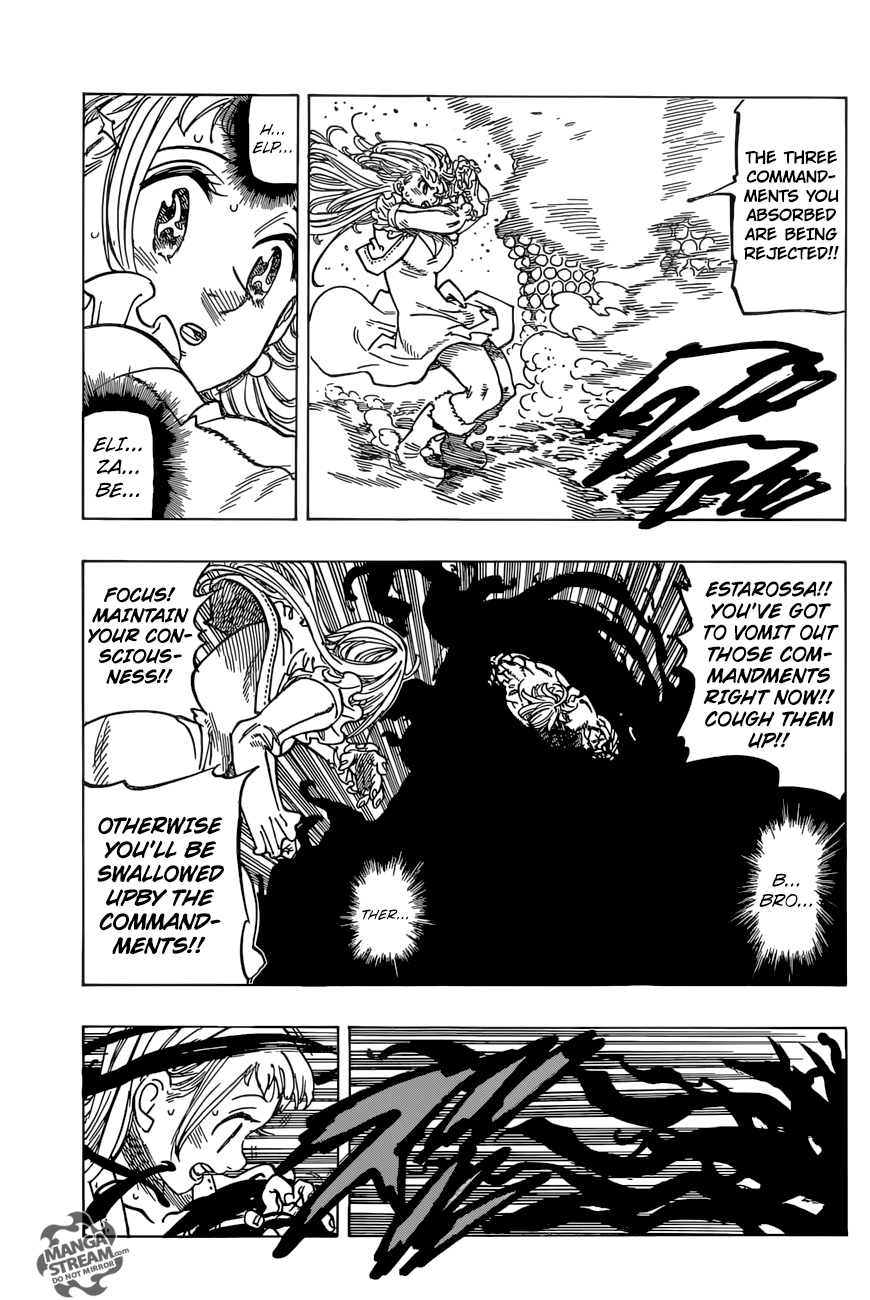 THE THREE
COMMAND-
MENTS YOU
ABSORBED
ARE BEING
REJECTED!!
H...
ELP...
ELI...
ZA...
BE...
ESTAROSSA!!
YOU'VE GOT
TO VOMIT OUT
THOSE COM-
MANDMENTS
RIGHT NOW!!
COUGH THEM
UP!!
FOCUS!
MAINTAIN
YOUR CON-
SCIOUS-
NESS!!
B...
BRO...
THER...
OTHERWISE
YOU'LL BE
SWALLOWED
UPBY THE
COMMAND-
MENTS!!
MANGA
STREAM.com
DO NOT MIRROR